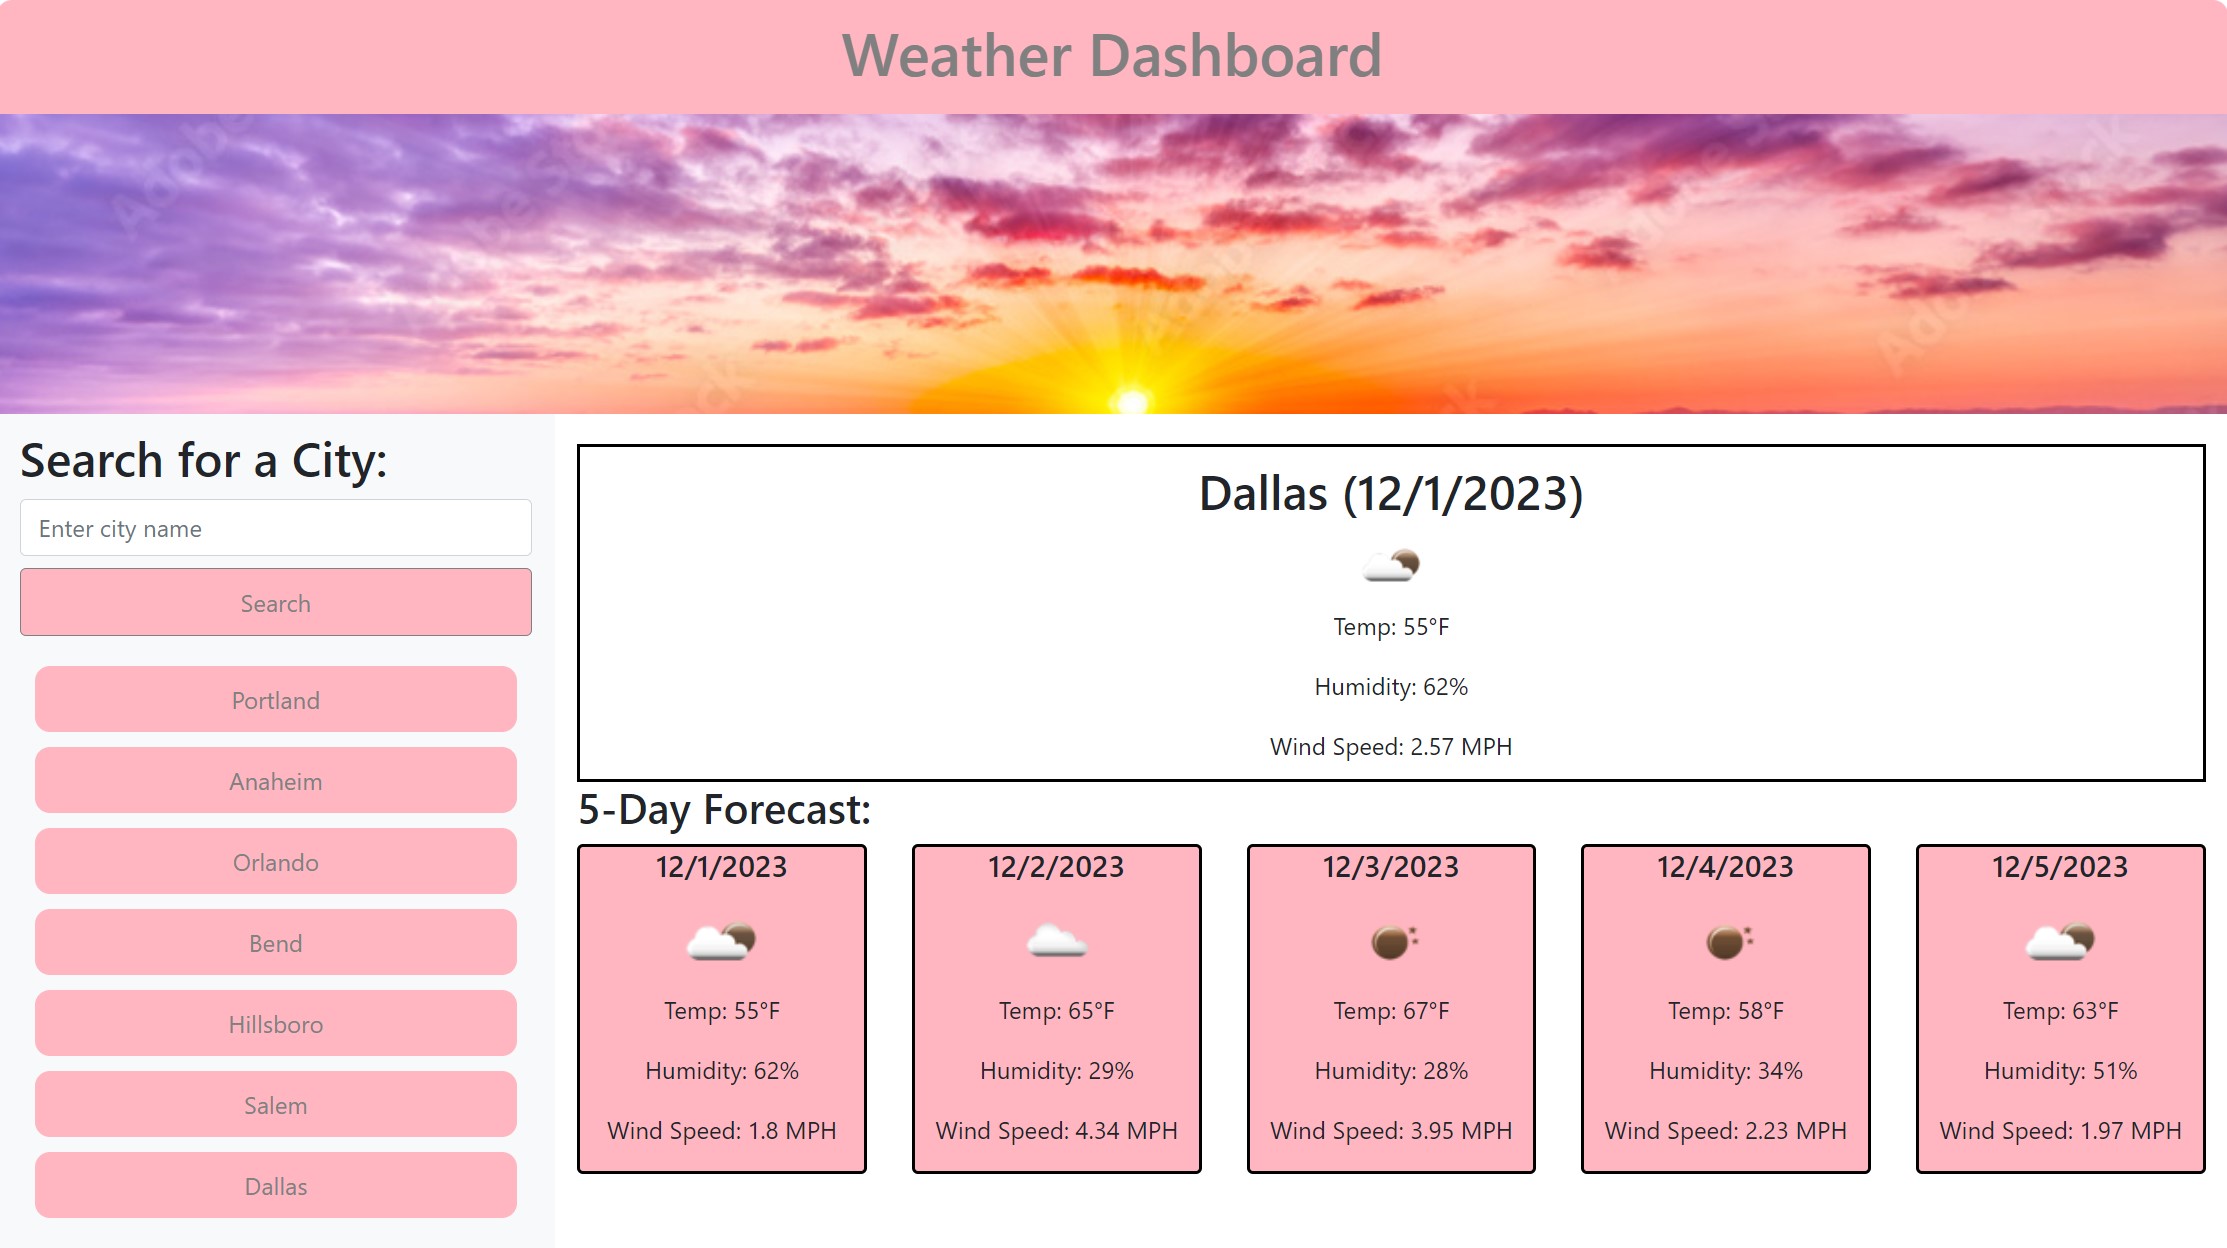 Weather Dashboard
Search for a City:
Enter city name
Search
Portland
Anaheim
Orlando
Bend
Hillsboro
Salem
Dallas
Dallas (12/1/2023)
Temp: 55°F
Humidity: 62%
Wind Speed: 2.57 MPH
5-Day Forecast:
12/1/2023
Temp: 55°F
Humidity: 62%
Wind Speed: 1.8 MPH
12/2/2023
Temp: 65°F
Humidity: 29%
Wind Speed: 4.34 MPH
12/3/2023
Temp: 67°F
Humidity: 28%
Wind Speed: 3.95 MPH
12/4/2023
Temp: 58°F
Humidity: 34%
Wind Speed: 2.23 MPH
12/5/2023
Temp: 63°F
Humidity: 51%
Wind Speed: 1.97 MPH